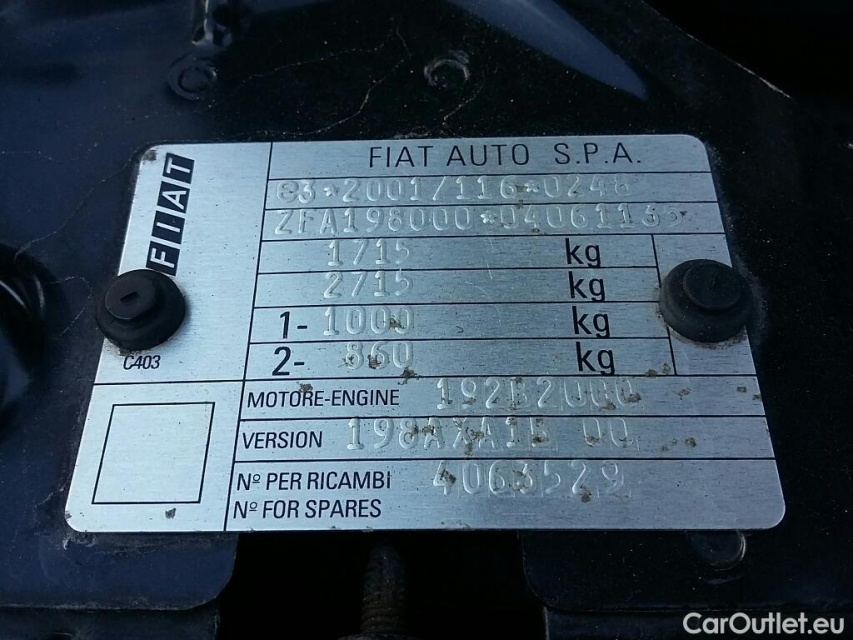 FIAT
FIAT AUTO S.P.A.
e3*2001/116*0248
1715 kg
2715 kg
1- 1000 kg
2- 860 kg
C403
MOTORE-ENGINE 192B2000
VERSION 198AXA1B 00
Nº PER RICAMBI
Nº FOR SPARES
4063529
CarOutlet.eu